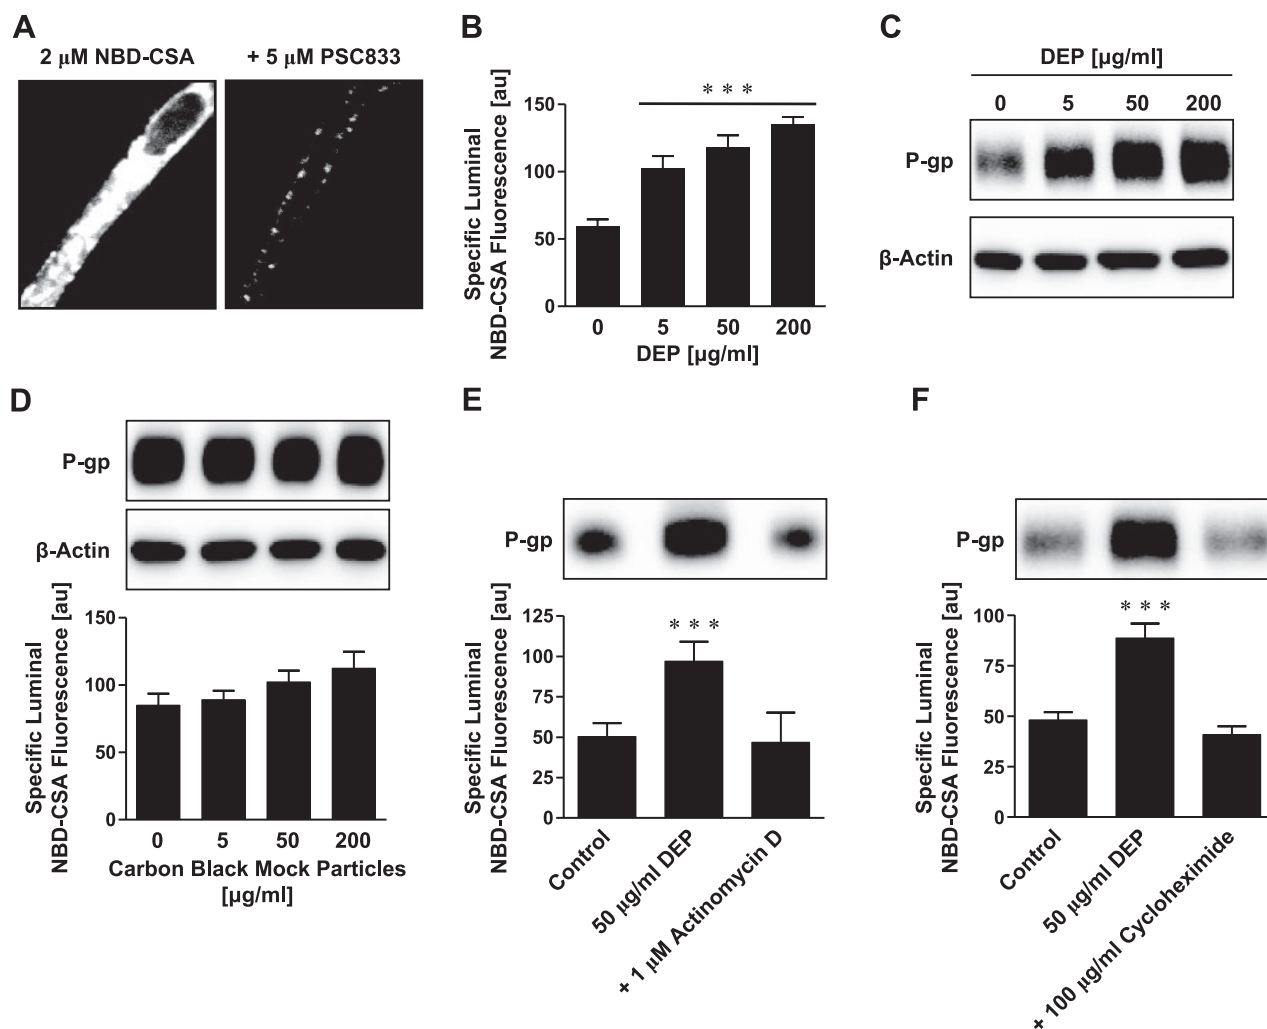 A
2 μM NBD-CSA
+ 5 μM PSC833
B
Specific Luminal
NBD-CSA Fluorescence [au]
150
100
50
0
* * *
0 5 50 200
DEP [µg/ml]
C
DEP [µg/ml]
0 5 50 200
P-gp
β-Actin
D
P-gp
β-Actin
Specific Luminal
NBD-CSA Fluorescence [au]
150
100
50
0
0 5 50 200
Carbon Black Mock Particles
[µg/ml]
E
P-gp
Specific Luminal
NBD-CSA Fluorescence [au]
125
100
75
50
25
0
* * *
Control
50 μg/ml DEP
+ 1 μM Actinomycin D
F
P-gp
Specific Luminal
NBD-CSA Fluorescence [au]
100
75
50
25
0
* * *
Control
50 μg/ml DEP
+ 100 μg/ml Cycloheximide